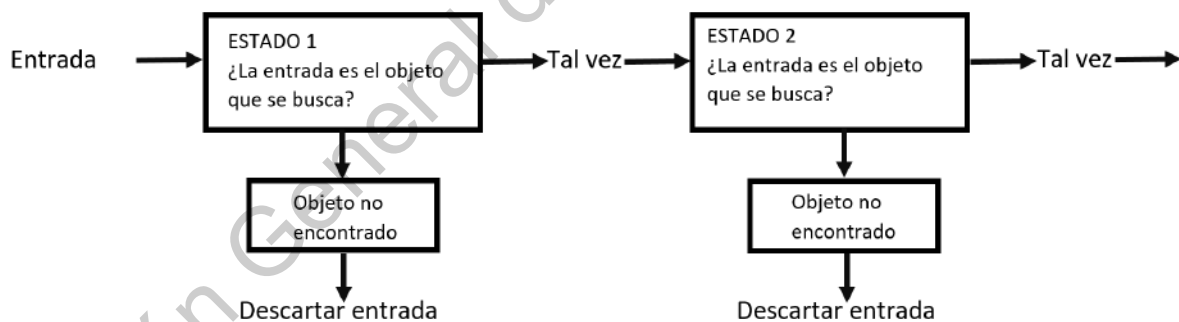 Entrada
ESTADO 1
¿La entrada es el objeto
que se busca?
Tal vez
ESTADO 2
¿La entrada es el objeto
que se busca?
Tal vez
Objeto no
encontrado
Objeto no
encontrado
Descartar entrada
Descartar entrada
General